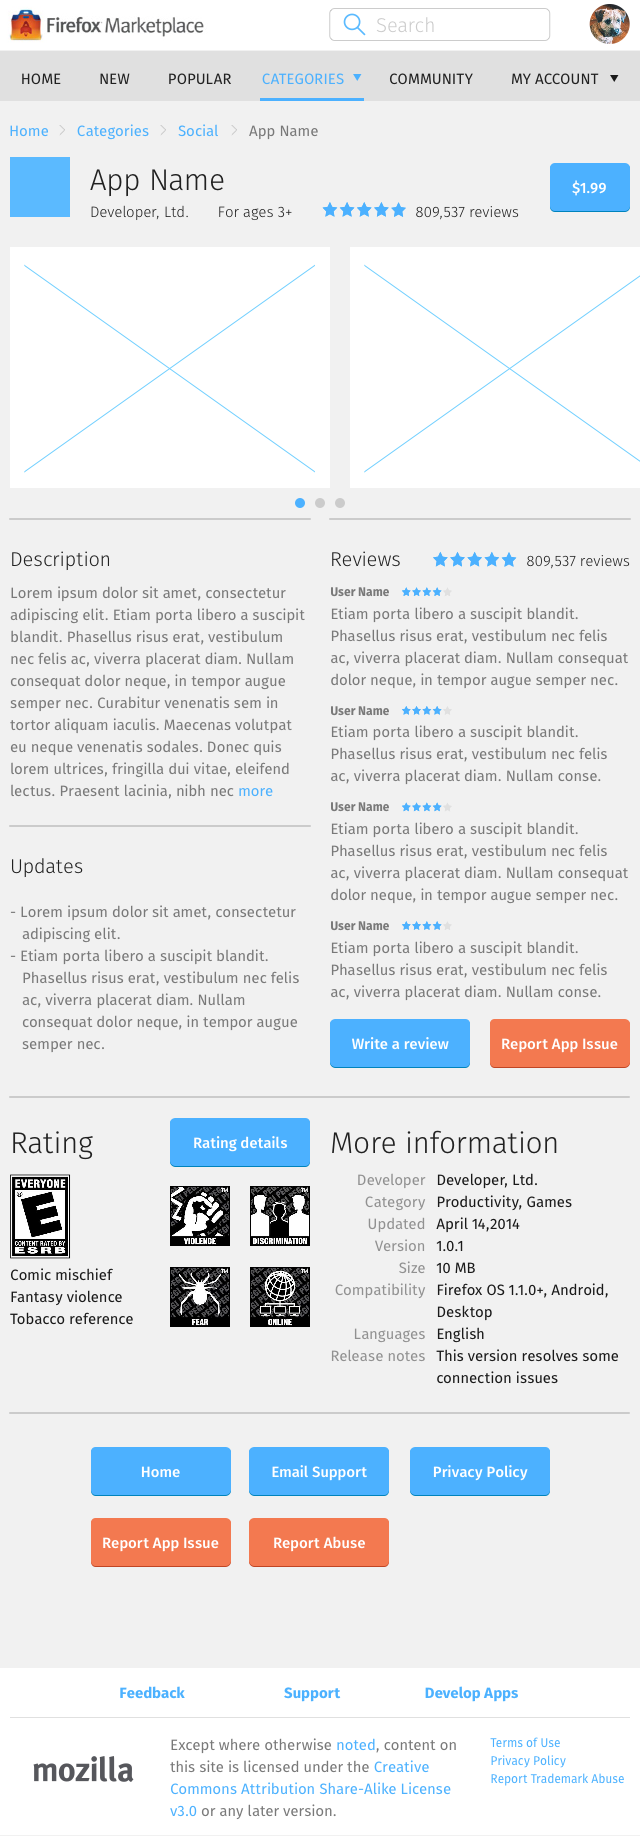 Firefox Marketplace
Search
HOME NEW POPULAR CATEGORIES COMMUNITY MY ACCOUNT
Home Categories Social App Name
App Name
Developer, Ltd. For ages 3+ 809,537 reviews
$1.99
Description
Lorem ipsum dolor sit amet, consectetur
adipiscing elit. Etiam porta libero a suscipit
blandit. Phasellus risus erat, vestibulum
nec felis ac, viverra placerat diam. Nullam
consequat dolor neque, in tempor augue
semper nec. Curabitur venenatis sem in
tortor aliquam iaculis. Maecenas volutpat
eu neque venenatis sodales. Donec quis
lorem ultrices, fringilla dui vitae, eleifend
lectus. Praesent lacinia, nibh nec more
Updates
- Lorem ipsum dolor sit amet, consectetur
adipiscing elit.
- Etiam porta libero a suscipit blandit.
Phasellus risus erat, vestibulum nec felis
ac, viverra placerat diam. Nullam
consequat dolor neque, in tempor augue
semper nec.
Reviews 809,537 reviews
User Name
Etiam porta libero a suscipit blandit.
Phasellus risus erat, vestibulum nec felis
ac, viverra placerat diam. Nullam consequat
dolor neque, in tempor augue semper nec.
User Name
Etiam porta libero a suscipit blandit.
Phasellus risus erat, vestibulum nec felis
ac, viverra placerat diam. Nullam conse.
User Name
Etiam porta libero a suscipit blandit.
Phasellus risus erat, vestibulum nec felis
ac, viverra placerat diam. Nullam consequat
dolor neque, in tempor augue semper nec.
User Name
Etiam porta libero a suscipit blandit.
Phasellus risus erat, vestibulum nec felis
ac, viverra placerat diam. Nullam conse.
Write a review Report App Issue
Rating
Rating details
EVERYONE
E
CONTENT RATED BY
ESRB
Comic mischief
Fantasy violence
Tobacco reference
VIOLENCE DISCRIMINATION
FEAR ONLINE
More information
Developer Developer, Ltd.
Category Productivity, Games
Updated April 14,2014
Version 1.0.1
Size 10 MB
Compatibility Firefox OS 1.1.0+, Android,
Desktop
Languages English
Release notes This version resolves some
connection issues
Home Email Support Privacy Policy
Report App Issue Report Abuse
Feedback Support Develop Apps
mozilla
Except where otherwise noted, content on
this site is licensed under the Creative
Commons Attribution Share-Alike License
v3.0 or any later version.
Terms of Use
Privacy Policy
Report Trademark Abuse